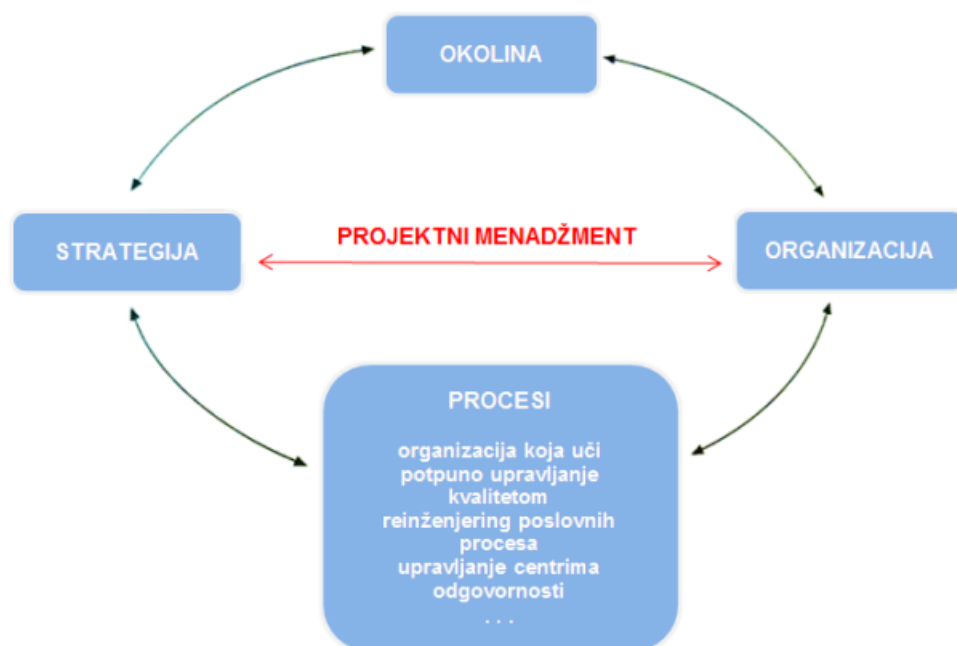 OKOLINA
STRATEGIJA
PROJEKTNI MENADŽMENT
ORGANIZACIJA
PROCESI
organizacija koja uči
potpuno upravljanje
kvalitetom
reinženjering poslovnih
procesa
upravljanje centrima
odgovornosti
. . .